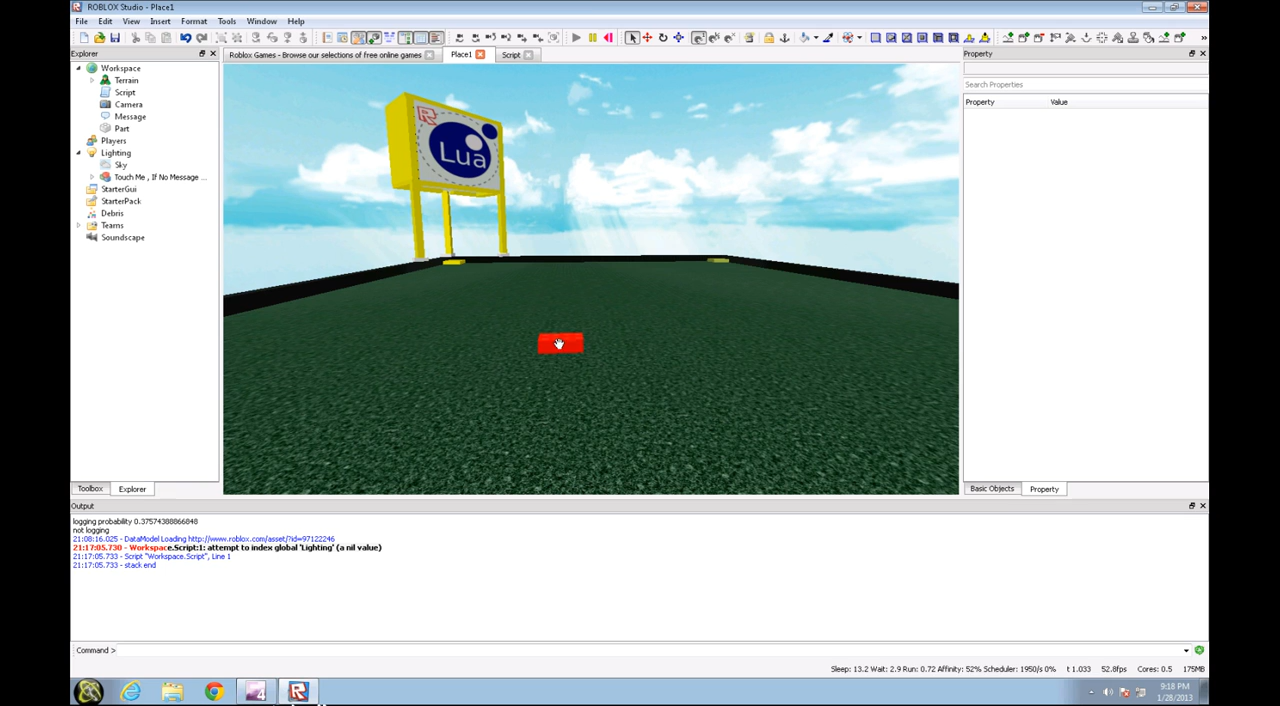 ROBLOX Studio - Place1
File Edit View Insert Format Tools Window Help
Explorer
Roblox Games - Browse our selections of free online games
Place1
Script
Property
Workspace
Terrain
Script
Camera
Message
Part
Players
Lighting
Sky
Touch Me , If No Message ...
StarterGui
StarterPack
Debris
Teams
Soundscape
Lua
Search Properties
Property Value
Toolbox Explorer
Basic Objects Property
Output
logging probability 0.37574388866848
not logging
21:08:16.025 - DataModel Loading http://www.roblox.com/asset/?id=97122246
21:17:05.730 - Workspace.Script:1: attempt to index global 'Lighting' (a nil value)
21:17:05.733 - Script "Workspace.Script", Line 1
21:17:05.733 - stack end
Command >
Sleep: 13.2 Wait: 2.9 Run: 0.72 Affinity: 52% Scheduler: 1950/s 0% t 1.033 52.8fps Cores: 0.5 175MB
9:18 PM
1/28/2013